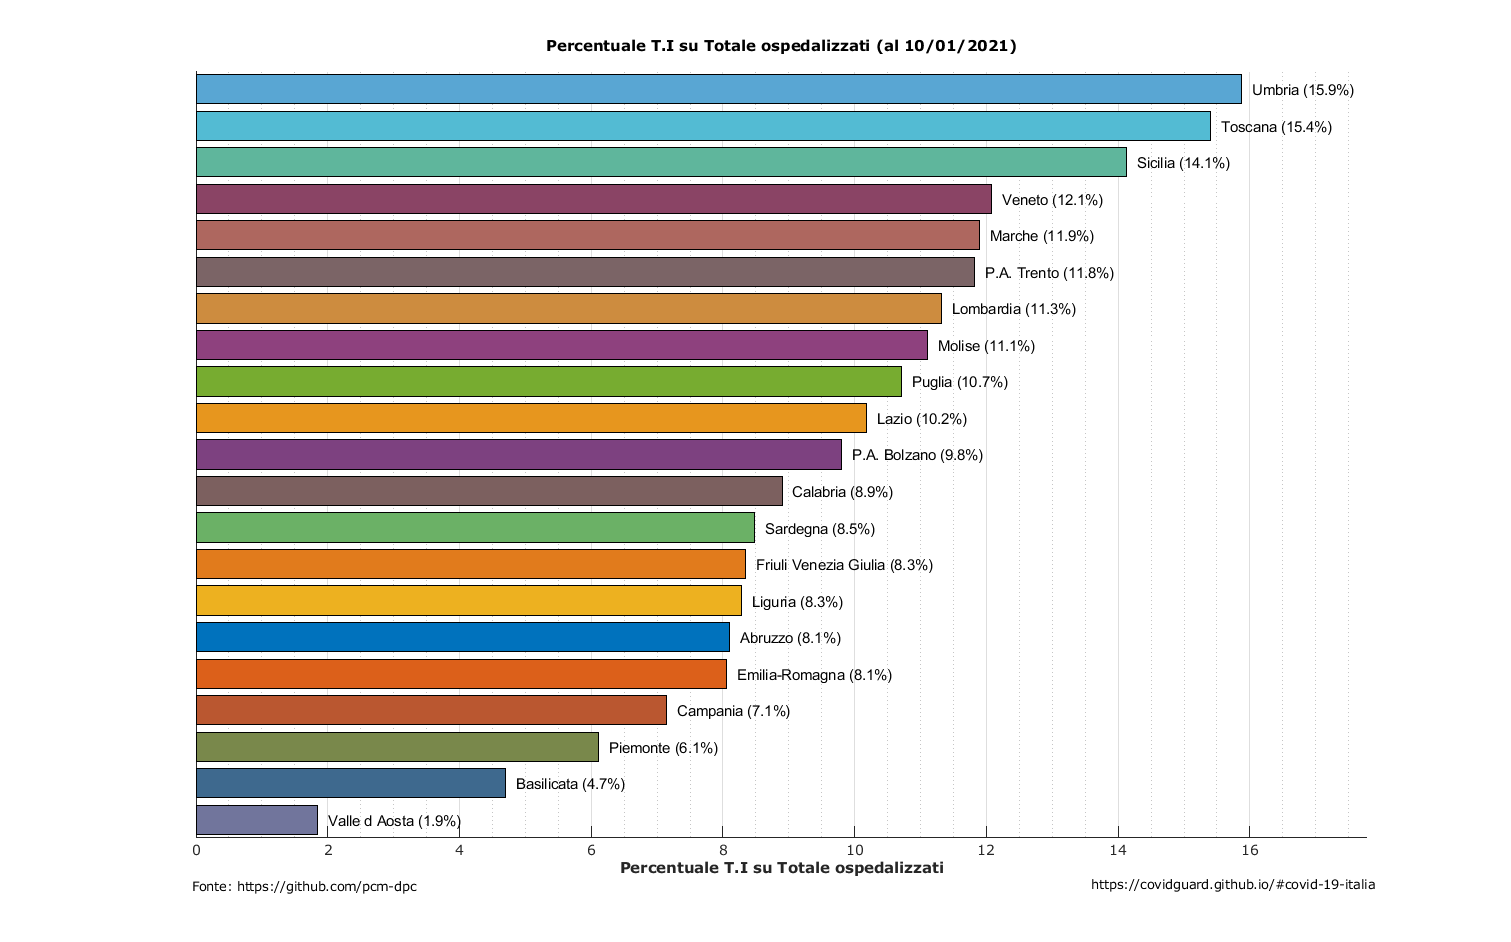 Percentuale T.I su Totale ospedalizzati (al 10/01/2021)
Umbria (15.9%)
Toscana (15.4%)
Sicilia (14.1%)
Veneto (12.1%)
Marche (11.9%)
P.A. Trento (11.8%)
Lombardia (11.3%)
Molise (11.1%)
Puglia (10.7%)
Lazio (10.2%)
P.A. Bolzano (9.8%)
Calabria (8.9%)
Sardegna (8.5%)
Friuli Venezia Giulia (8.3%)
Liguria (8.3%)
Abruzzo (8.1%)
Emilia-Romagna (8.1%)
Campania (7.1%)
Piemonte (6.1%)
Basilicata (4.7%)
Valle d Aosta (1.9%)
0 2 4 6 8 10 12 14 16
Percentuale T.I su Totale ospedalizzati
Fonte: https://github.com/pcm-dpc
https://covidguard.github.io/#covid-19-italia